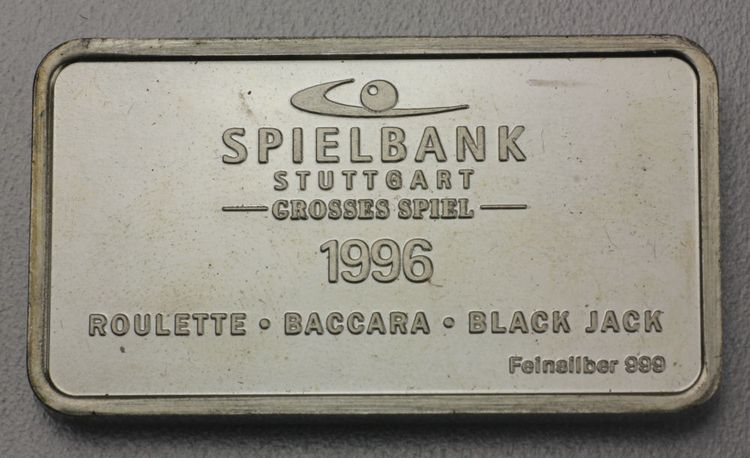 SPIELBANK
STUTTGART
GROSSES SPIEL
1996
ROULETTE • BACCARA • BLACK JACK
Feinsilber 999